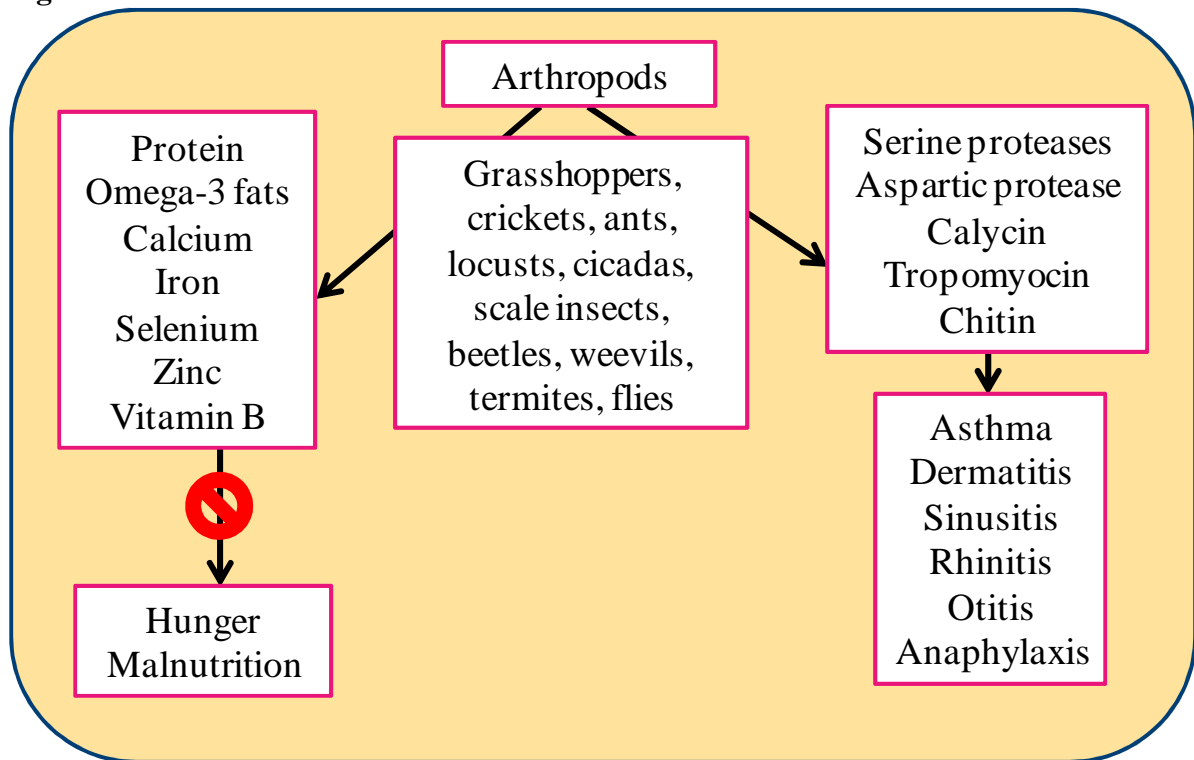 Arthropods
Protein
Omega-3 fats
Calcium
Iron
Selenium
Zinc
Vitamin B
Grasshoppers,
crickets, ants,
locusts, cicadas,
scale insects,
beetles, weevils,
termites, flies
Serine proteases
Aspartic protease
Calycin
Tropomyocin
Chitin
Hunger
Malnutrition
Asthma
Dermatitis
Sinusitis
Rhinitis
Otitis
Anaphylaxis